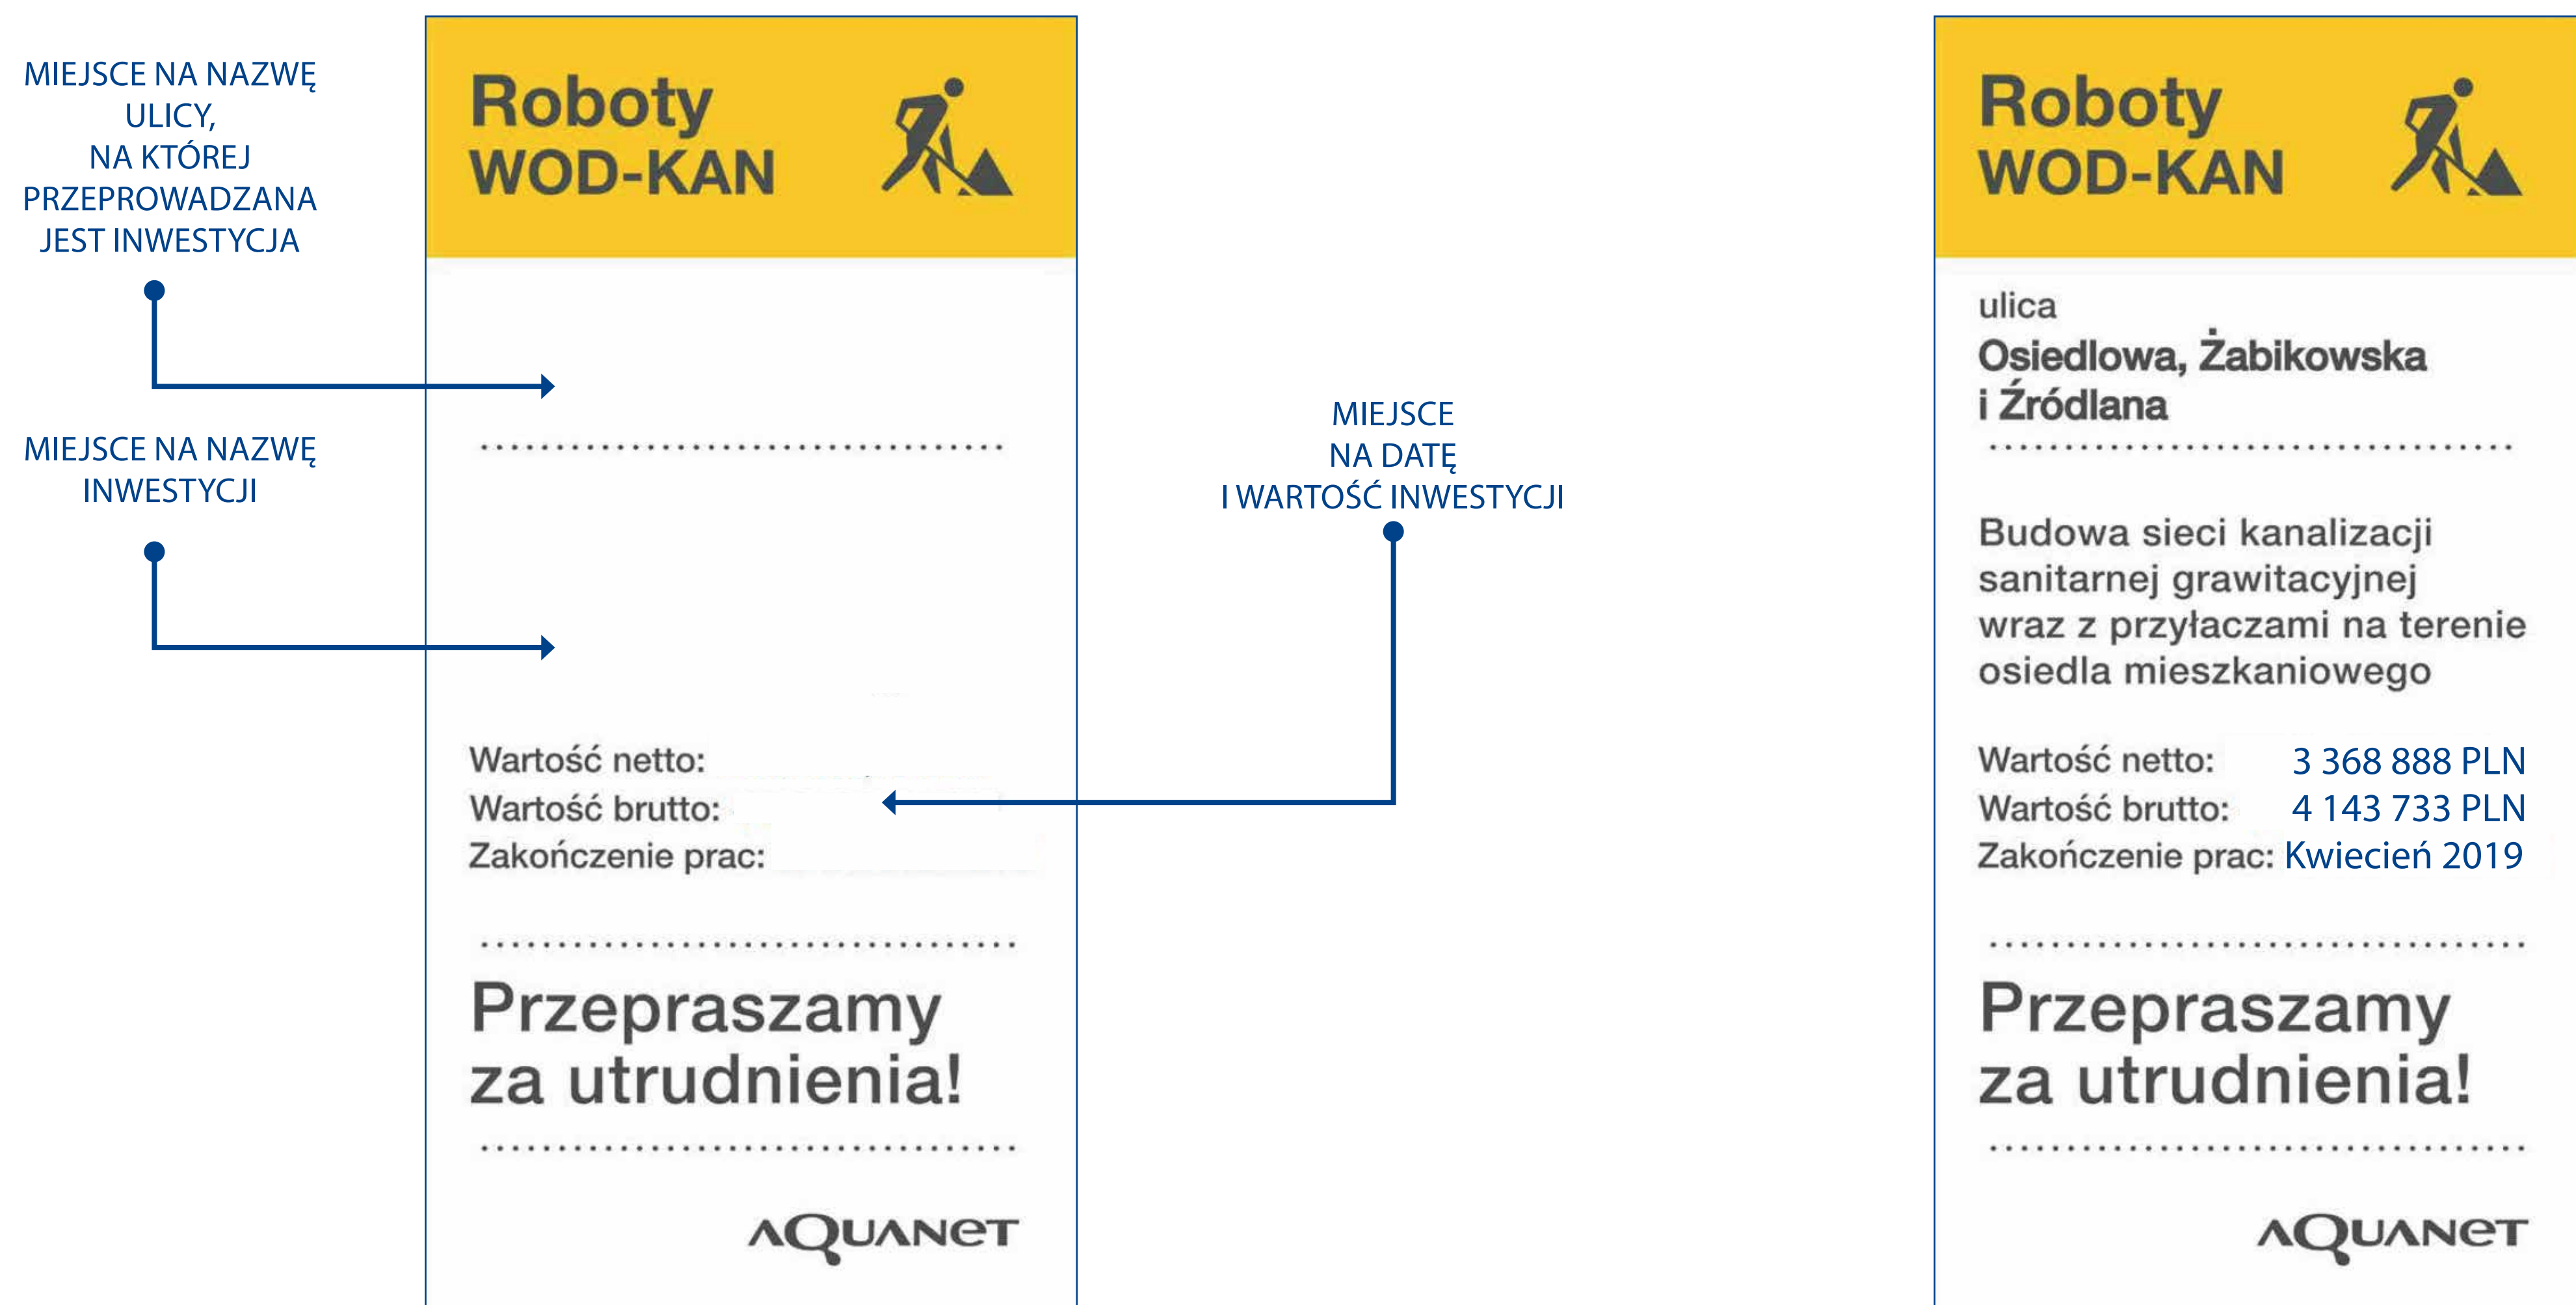 MIEJSCE NA NAZWĘ
ULICY,
NA KTÓREJ
PRZEPROWADZANA
JEST INWESTYCJA
MIEJSCE NA NAZWĘ
INWESTYCJI
Roboty
WOD-KAN
Wartość netto:
Wartość brutto:
Zakończenie prac:
Przepraszamy
za utrudnienia!
AQUANET
MIEJSCE
NA DATĘ
I WARTOŚĆ INWESTYCJI
Roboty
WOD-KAN
ulica
Osiedlowa, Żabikowska
i Źródlana
Budowa sieci kanalizacji
sanitarnej grawitacyjnej
wraz z przyłaczami na terenie
osiedla mieszkaniowego
Wartość netto: 3 368 888 PLN
Wartość brutto: 4 143 733 PLN
Zakończenie prac: Kwiecień 2019
Przepraszamy
za utrudnienia!
AQUANET